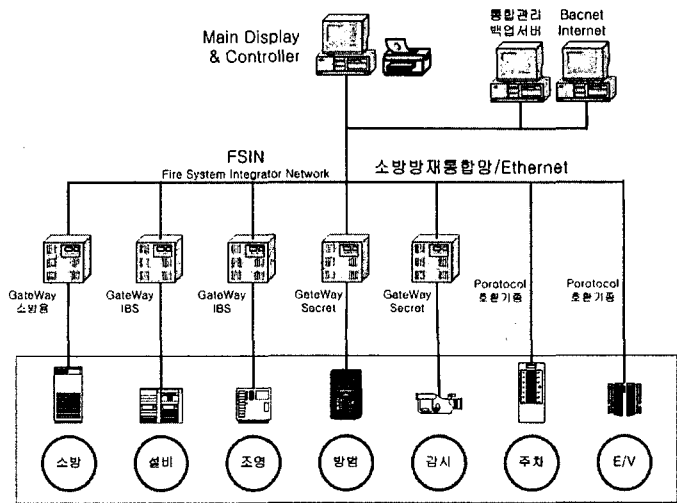 Main Display
& Controller
통합관리
백업서버
Bacnet
Internet
FSIN
Fire System Integrator Network
소방방재통합망/Ethernet
GateWay
소방용
GateWay
IBS
GateWay
IBS
GateWay
Secret
GateWay
Secret
Porotocol
호환기종
Porotocol
호환기종
소방
설비
조명
방범
감시
주차
E/V